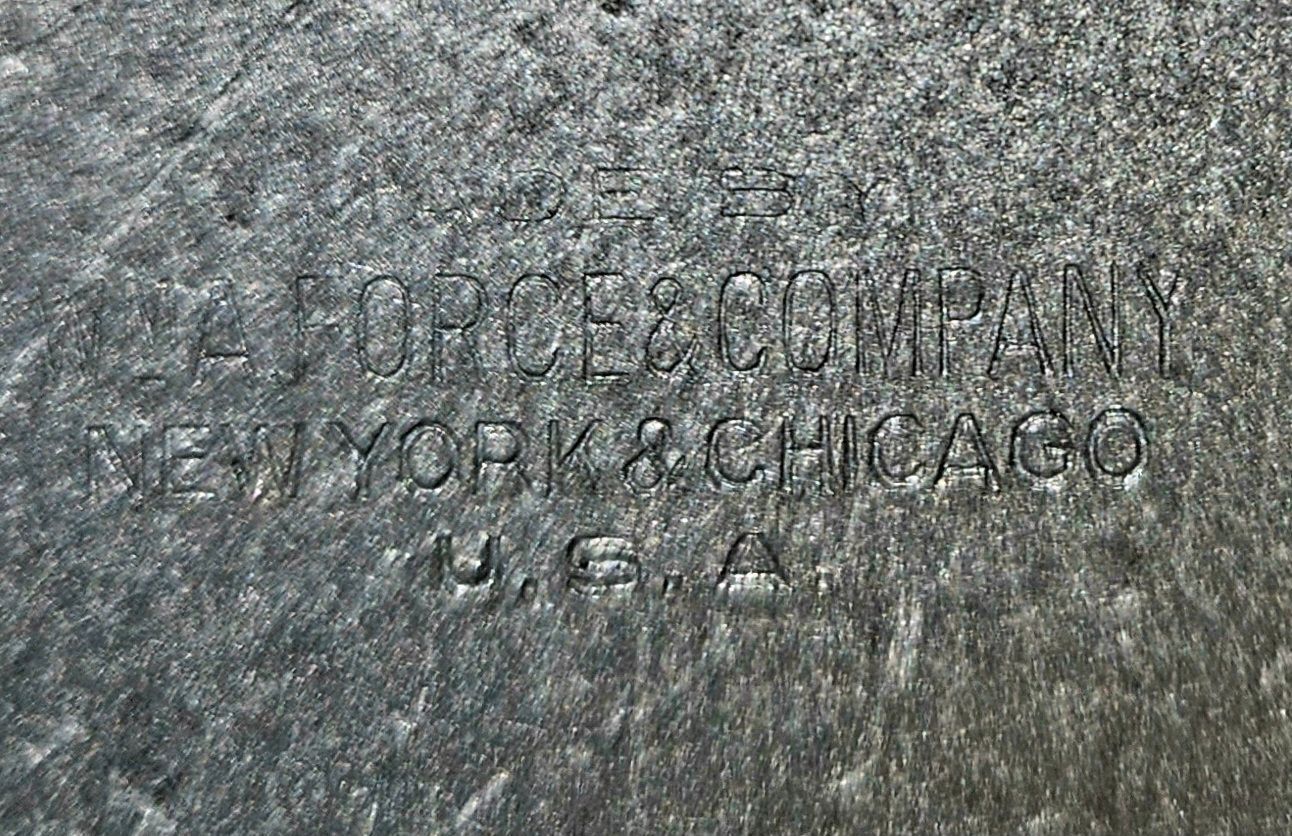 BY
FORCE & COMPANY
NEW YORK & CHICAGO
U.S.A.